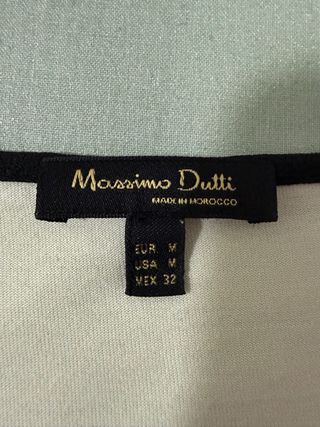 Massimo Dutti
MADE IN MOROCCO
EUR M
USA M
MEX 32